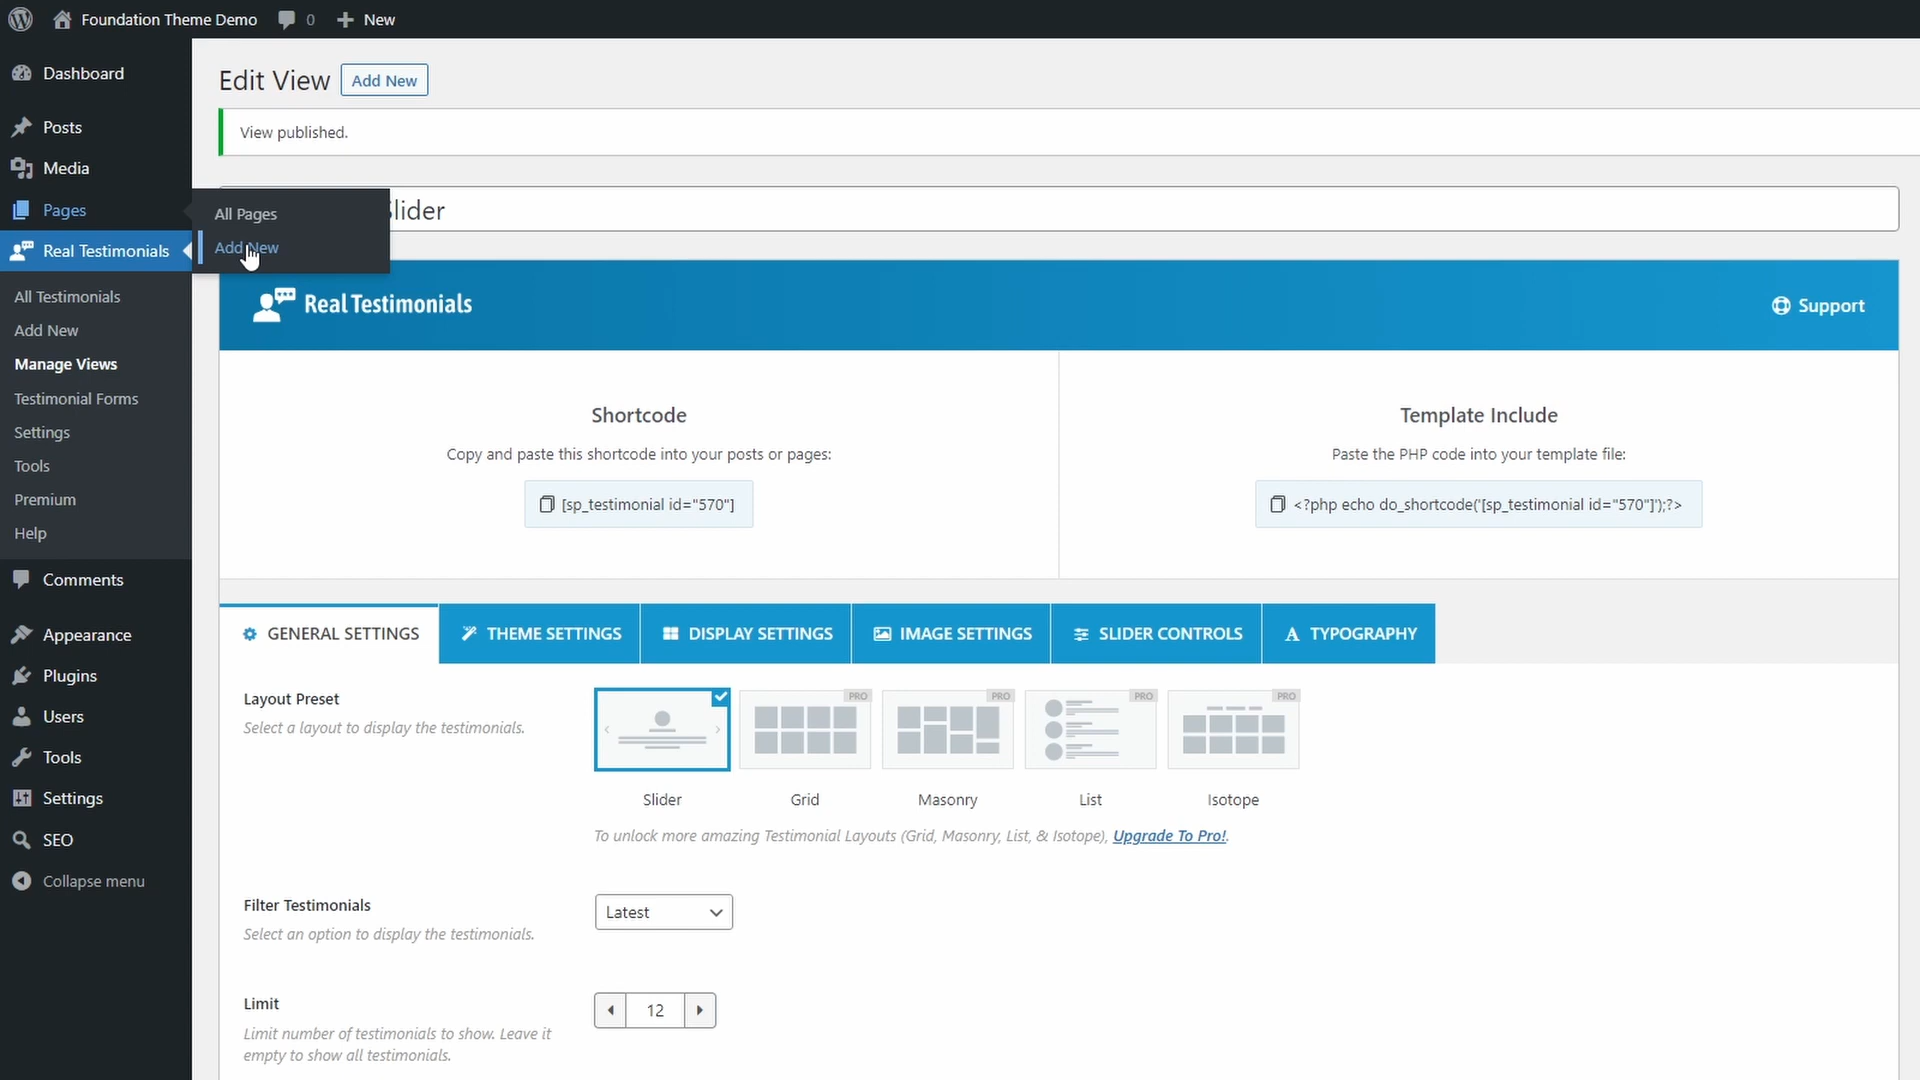 Foundation Theme Demo
0
New
Dashboard
Posts
Media
Pages
Real Testimonials
All Testimonials
Add New
Manage Views
Testimonial Forms
Settings
Tools
Premium
Help
Comments
Appearance
Plugins
Users
Tools
Settings
SEO
Collapse menu
All Pages
Add New
Edit View
Add New
View published.
Slider
Real Testimonials
Support
Shortcode
Copy and paste this shortcode into your posts or pages:
[sp_testimonial id="570"]
Template Include
Paste the PHP code into your template file:
<?php echo do_shortcode('[sp_testimonial id="570"]');?>
GENERAL SETTINGS
THEME SETTINGS
DISPLAY SETTINGS
IMAGE SETTINGS
SLIDER CONTROLS
TYPOGRAPHY
Layout Preset
Select a layout to display the testimonials.
PRO
PRO
PRO
PRO
Slider
Grid
Masonry
List
Isotope
To unlock more amazing Testimonial Layouts (Grid, Masonry, List, & Isotope), Upgrade To Pro!.
Filter Testimonials
Select an option to display the testimonials.
Latest
Limit
Limit number of testimonials to show. Leave it
empty to show all testimonials.
12